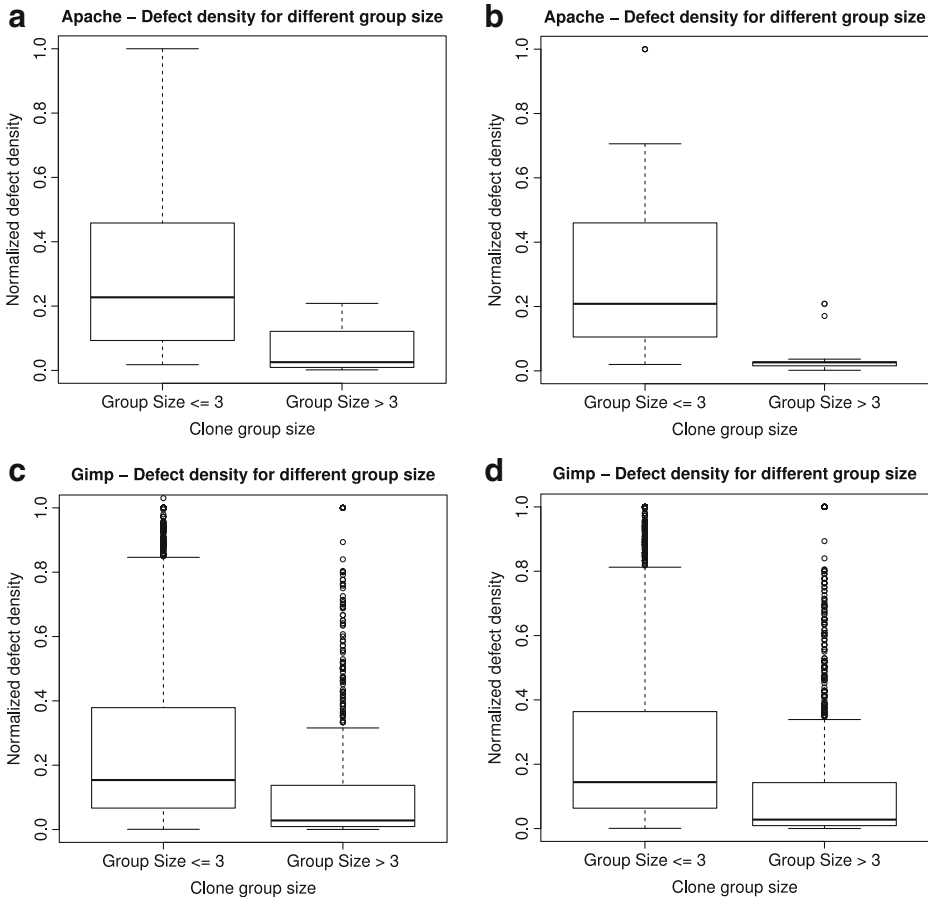 a
Apache – Defect density for different group size
Normalized defect density
0.0 0.2 0.4 0.6 0.8 1.0
Group Size <= 3
Group Size > 3
Clone group size
b
Apache – Defect density for different group size
Normalized defect density
0.0 0.2 0.4 0.6 0.8 1.0
Group Size <= 3
Group Size > 3
Clone group size
c
Gimp – Defect density for different group size
Normalized defect density
0.0 0.2 0.4 0.6 0.8 1.0
Group Size <= 3
Group Size > 3
Clone group size
d
Gimp – Defect density for different group size
Normalized defect density
0.0 0.2 0.4 0.6 0.8 1.0
Group Size <= 3
Group Size > 3
Clone group size